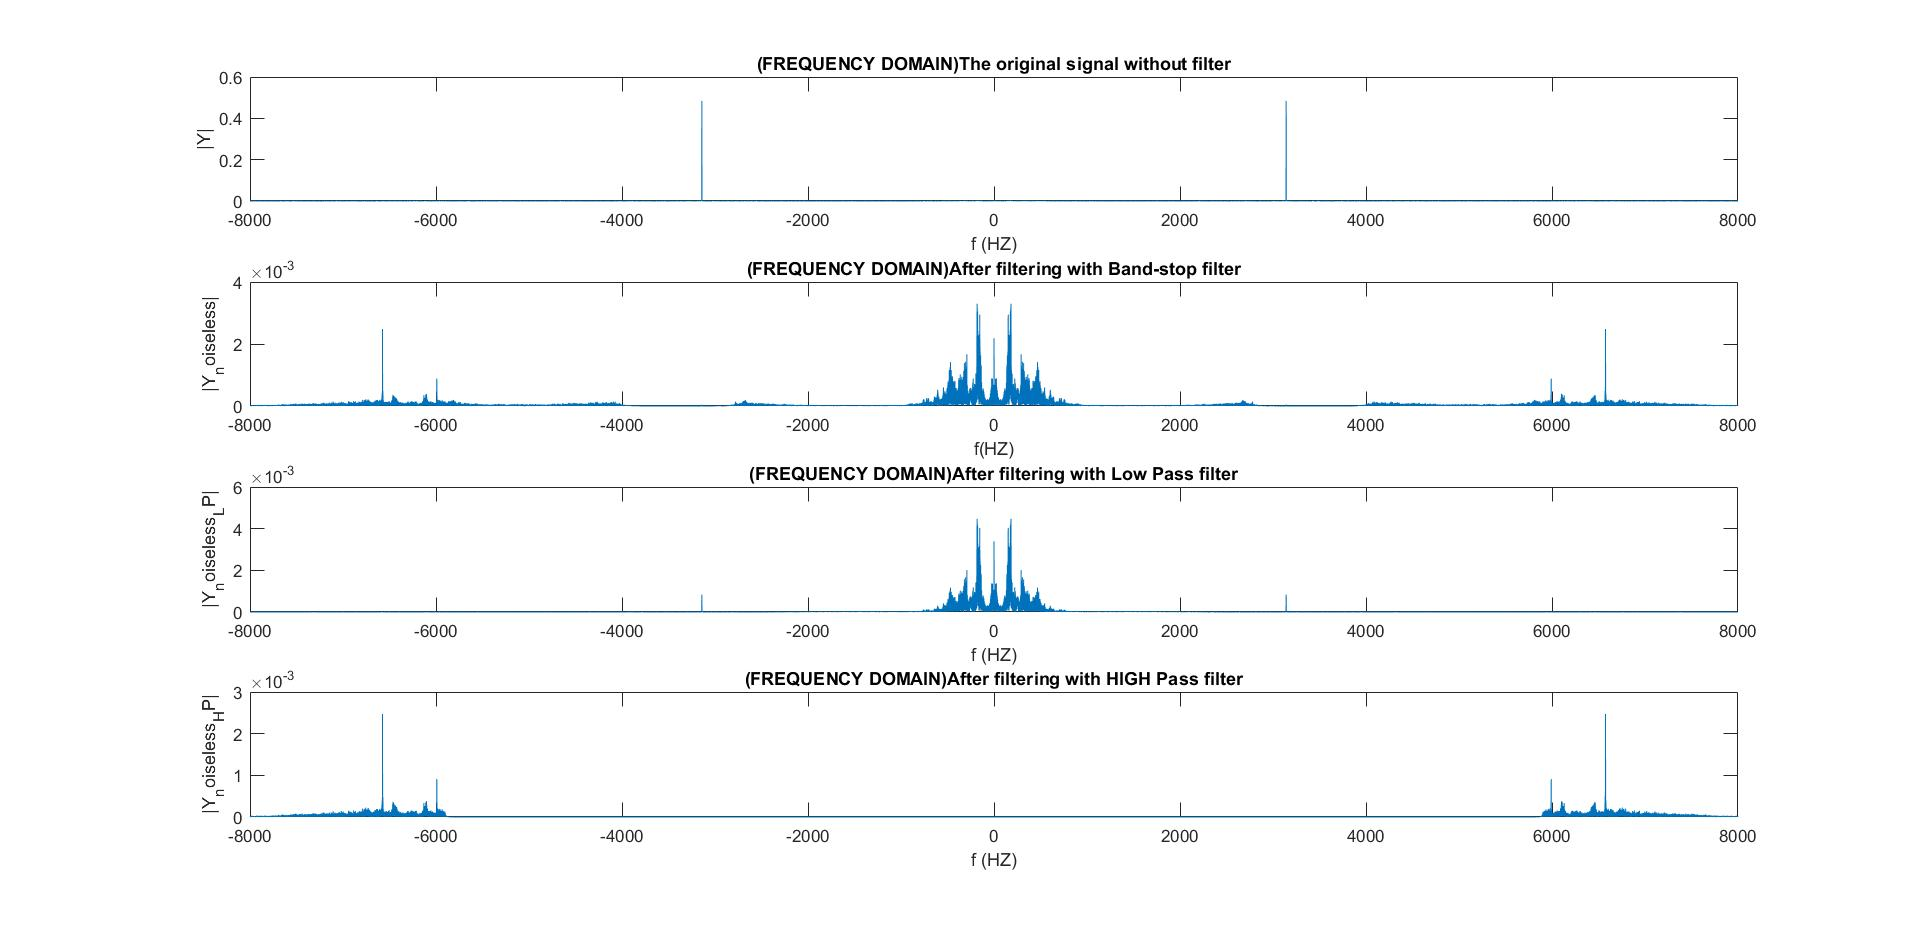 (FREQUENCY DOMAIN)The original signal without filter
|Y|
0.6
0.4
0.2
0
-8000 -6000 -4000 -2000 0 2000 4000 6000 8000
f (HZ)
(FREQUENCY DOMAIN)After filtering with Band-stop filter
×10-3
|Ynoiseless|
4
2
0
-8000 -6000 -4000 -2000 0 2000 4000 6000 8000
f(HZ)
(FREQUENCY DOMAIN)After filtering with Low Pass filter
×10-3
|YnoiselessLP|
6
4
2
0
-8000 -6000 -4000 -2000 0 2000 4000 6000 8000
f (HZ)
(FREQUENCY DOMAIN)After filtering with HIGH Pass filter
×10-3
|YnoiselessHP|
3
2
1
0
-8000 -6000 -4000 -2000 0 2000 4000 6000 8000
f (HZ)